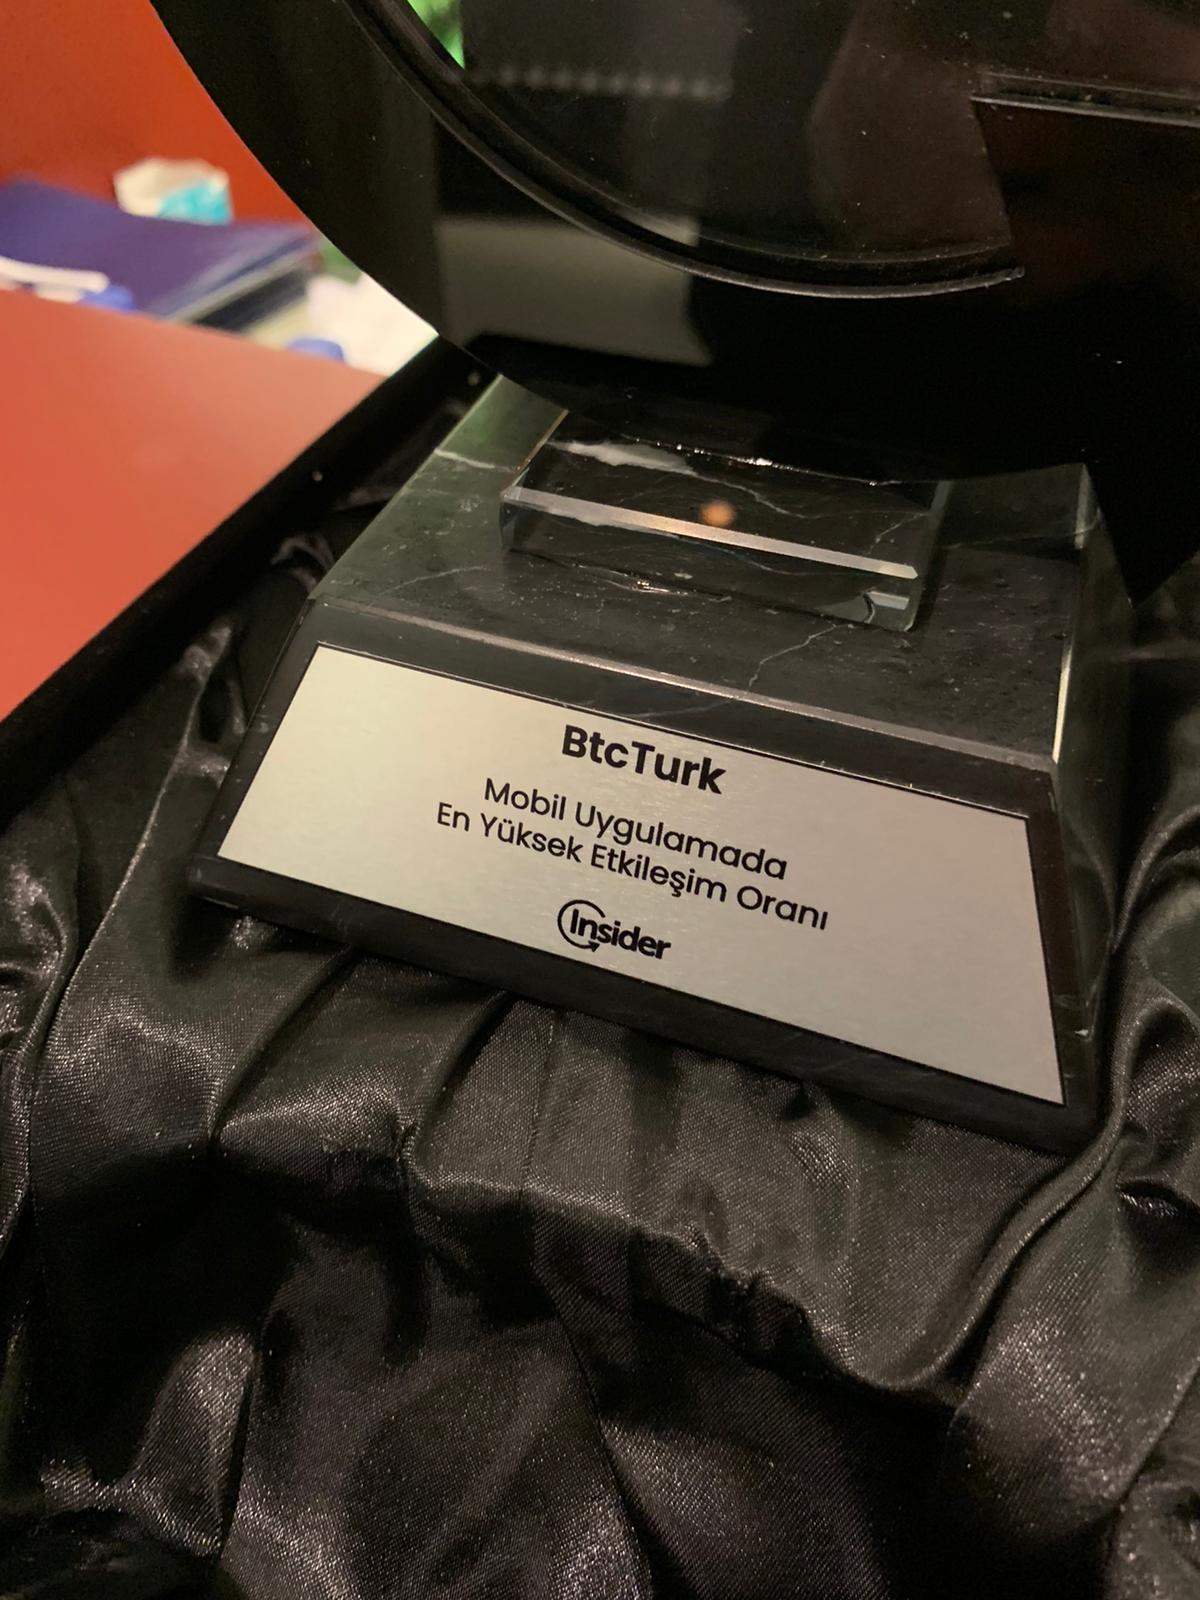 BtcTurk
Mobil Uygulamada
En Yüksek Etkileşim Oranı
Insider